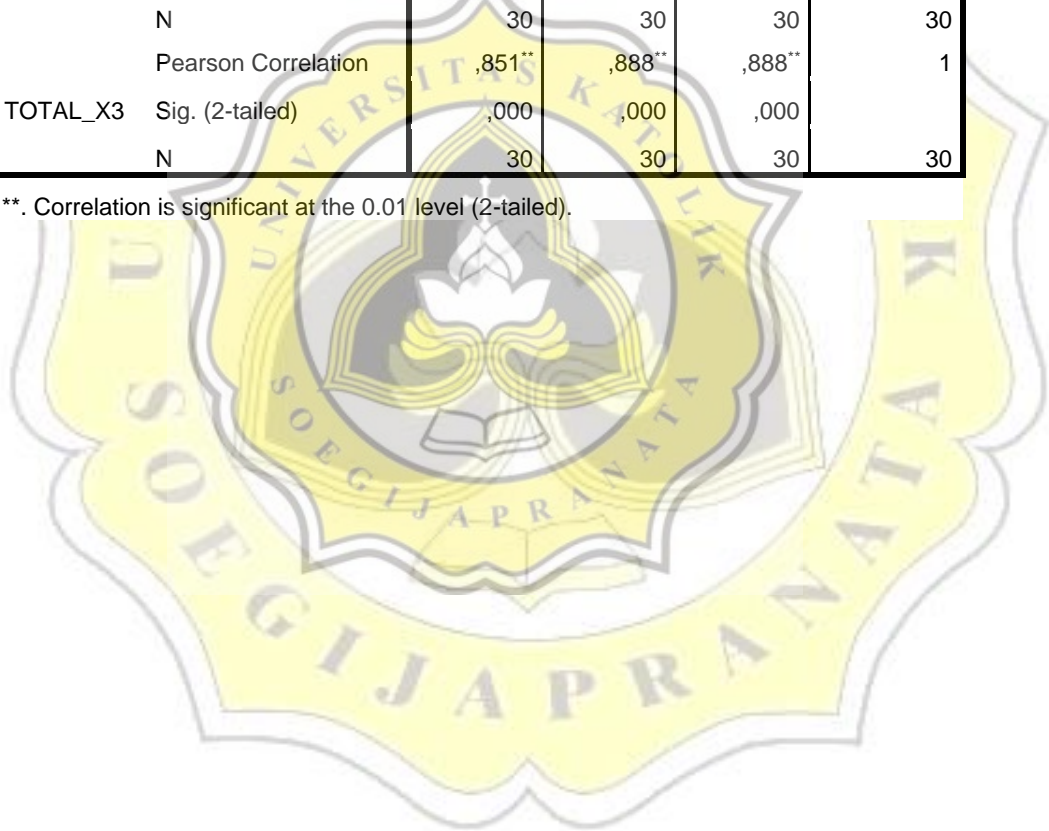 N 30 30 30 30
Pearson Correlation ,851** ,888** ,888** 1
TOTAL_X3 Sig. (2-tailed) ,000 ,000 ,000
N 30 30 30 30
**. Correlation is significant at the 0.01 level (2-tailed).
UNIVERSITAS KATOLIK
SOEGIJAPRANATA
U K
SOEGIJAPRANATA